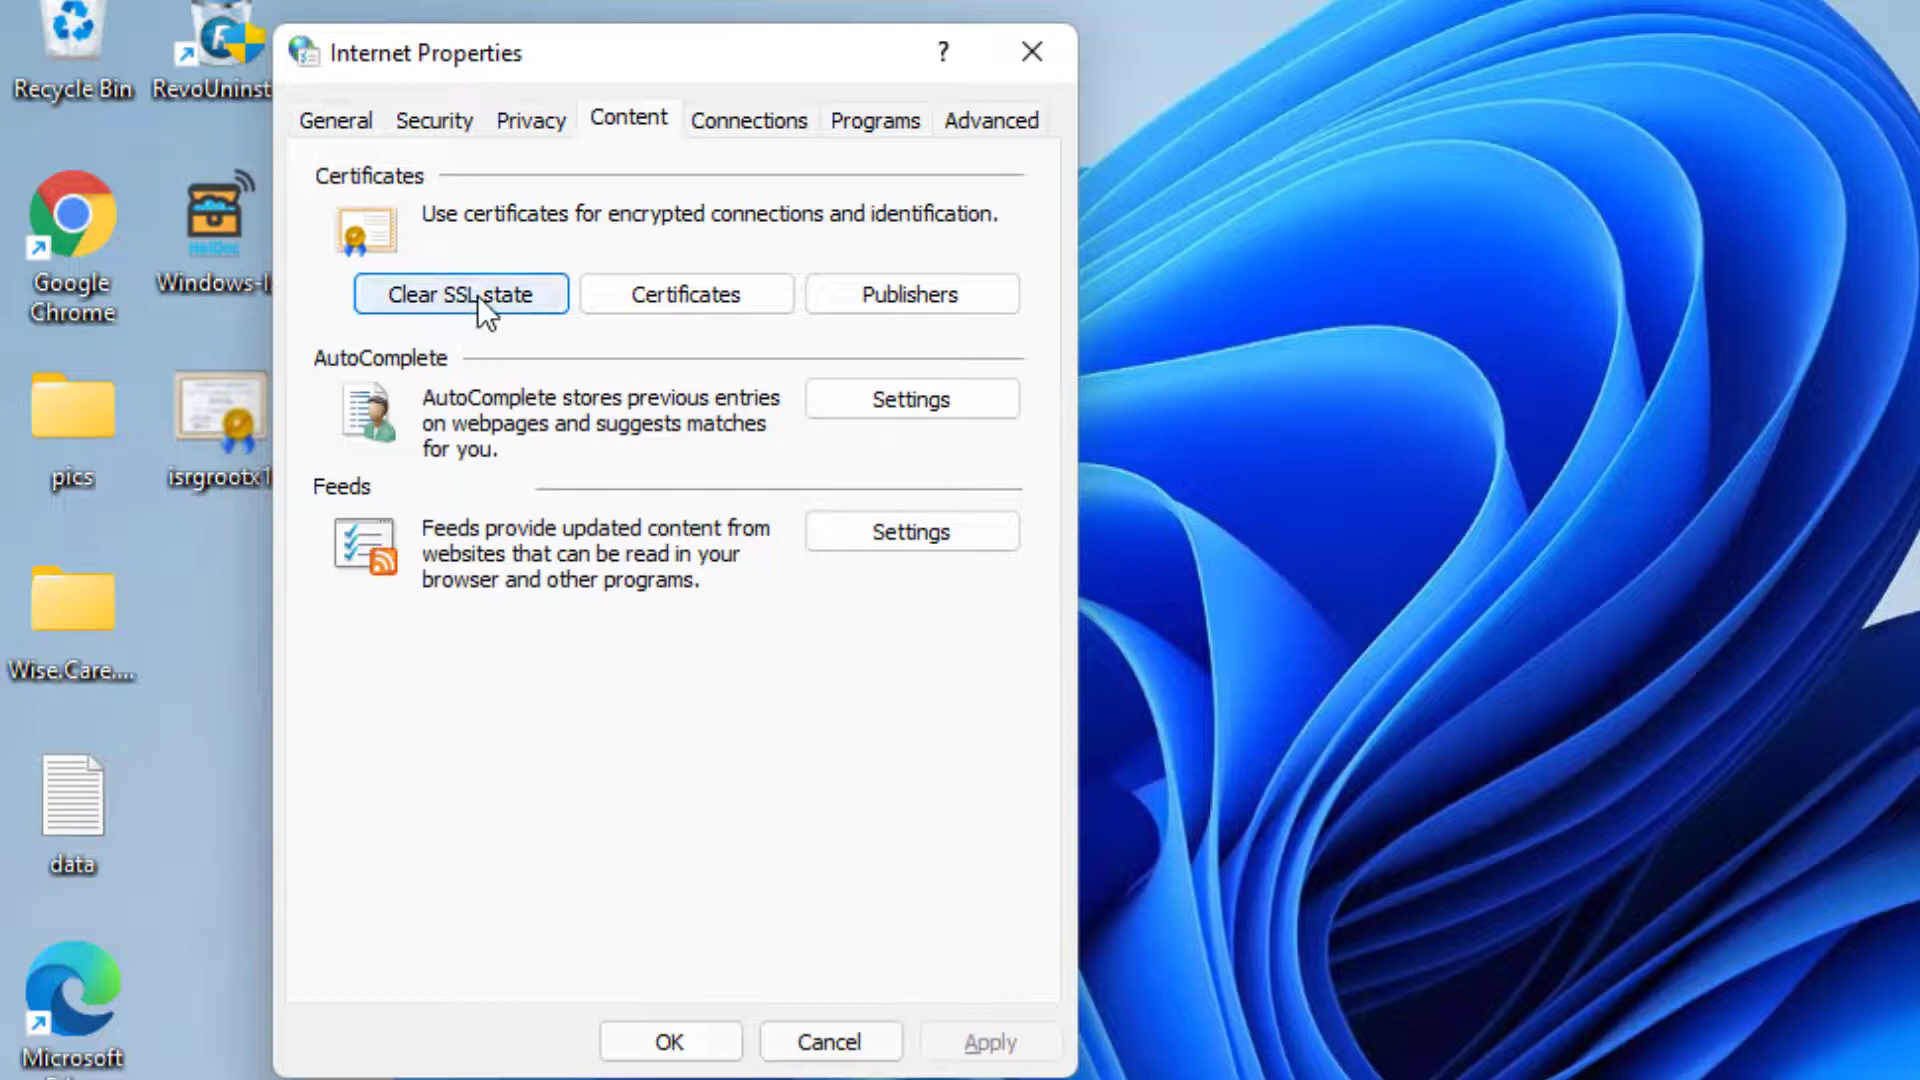 Recycle Bin
RevoUninst
Google
Chrome
HeiDoc
Windows-I
pics
isrgrootx1
Wise.Care....
data
Microsoft
Internet Properties
?
General
Security
Privacy
Content
Connections
Programs
Advanced
Certificates
Use certificates for encrypted connections and identification.
Clear SSL state
Certificates
Publishers
AutoComplete
AutoComplete stores previous entries
on webpages and suggests matches
for you.
Settings
Feeds
Feeds provide updated content from
websites that can be read in your
browser and other programs.
Settings
OK
Cancel
Apply